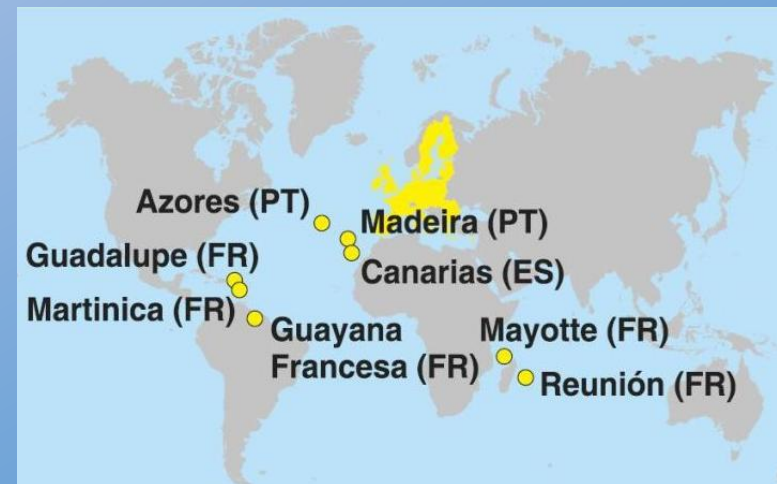 Azores (PT)
Madeira (PT)
Guadalupe (FR)
Canarias (ES)
Martinica (FR)
Guayana
Francesa (FR)
Mayotte (FR)
Reunión (FR)